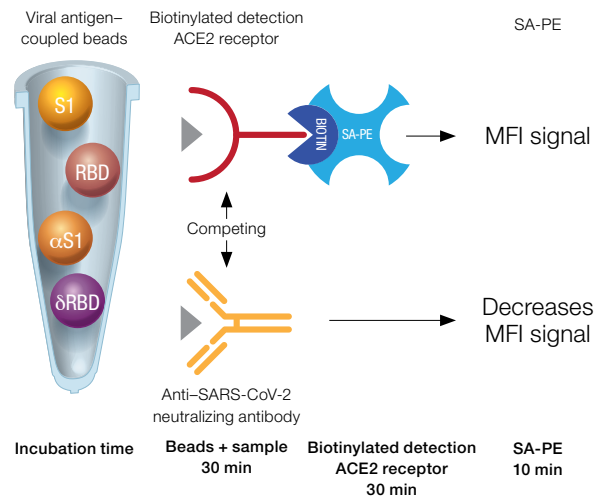 Viral antigen–
coupled beads
Biotinylated detection
ACE2 receptor
SA-PE
S1
RBD
αS1
δRBD
BIOTIN
SA-PE
MFI signal
Competing
Decreases
MFI signal
Anti–SARS-CoV-2
neutralizing antibody
Incubation time
Beads + sample
30 min
Biotinylated detection
ACE2 receptor
30 min
SA-PE
10 min